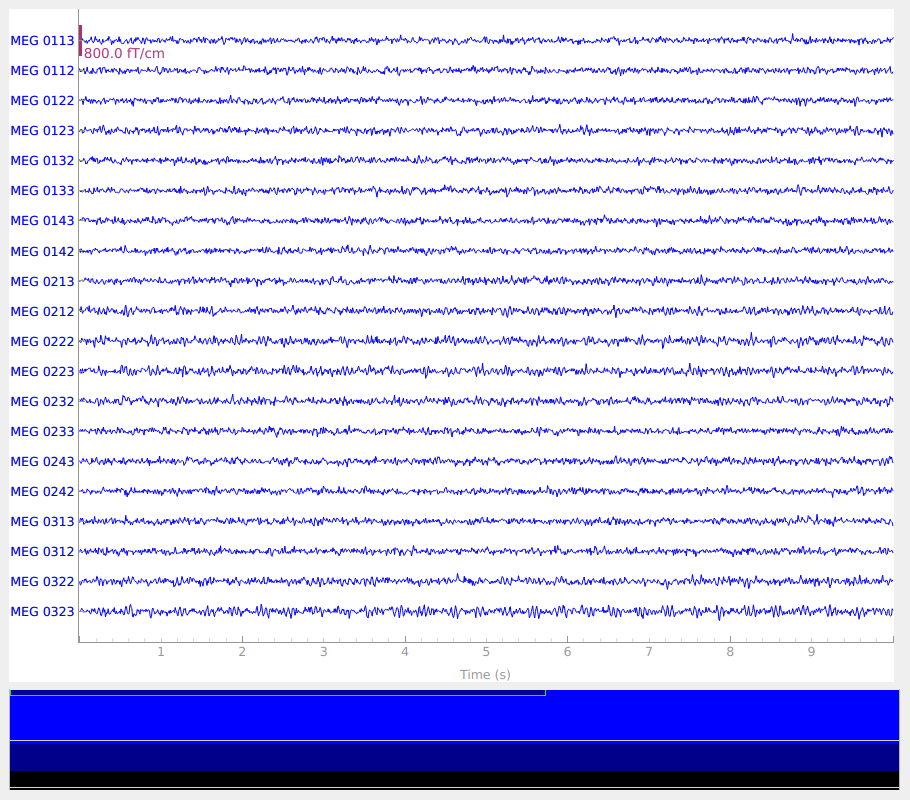 MEG 0113
800.0 fT/cm
MEG 0112
MEG 0122
MEG 0123
MEG 0132
MEG 0133
MEG 0143
MEG 0142
MEG 0213
MEG 0212
MEG 0222
MEG 0223
MEG 0232
MEG 0233
MEG 0243
MEG 0242
MEG 0313
MEG 0312
MEG 0322
MEG 0323
1 2 3 4 5 6 7 8 9
Time (s)